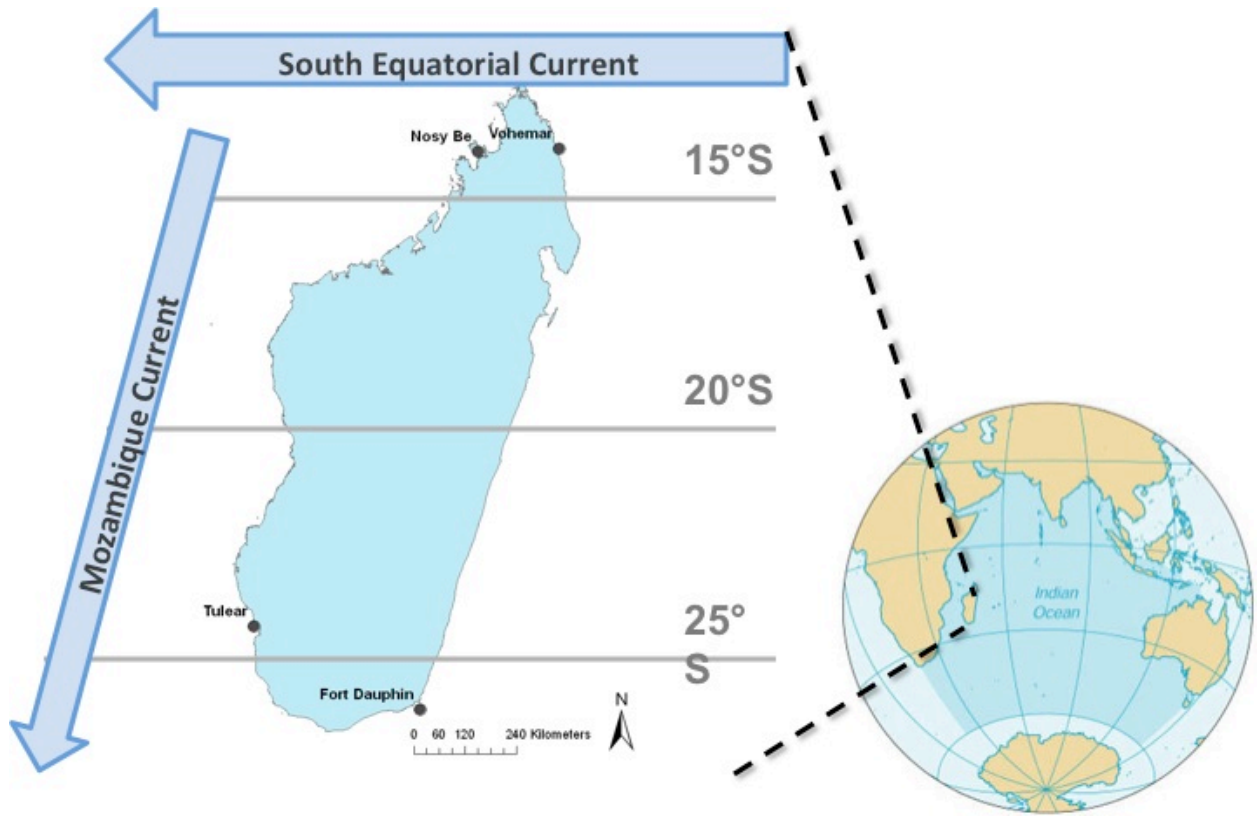 South Equatorial Current
Nosy Be
Vohemar
15°S
Mozambique Current
20°S
Tulear
25°
S
Fort Dauphin
N
0 60 120 240 Kilometers
Indian
Ocean